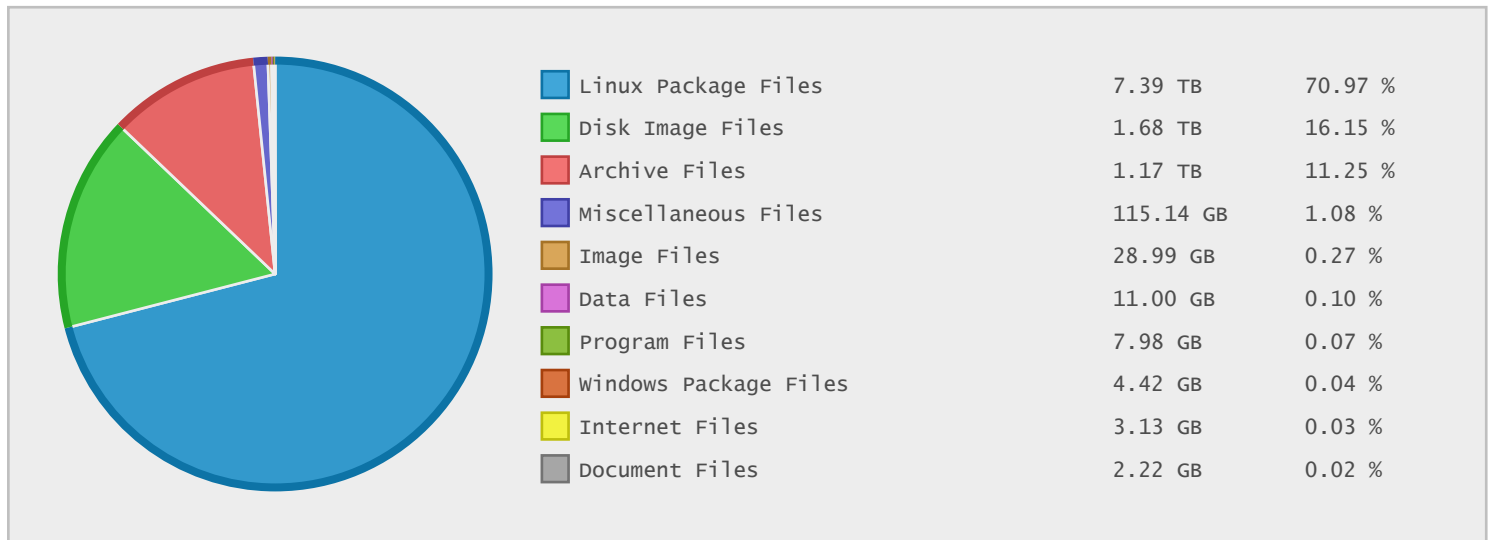 Linux Package Files 7.39 TB 70.97 %
Disk Image Files 1.68 TB 16.15 %
Archive Files 1.17 TB 11.25 %
Miscellaneous Files 115.14 GB 1.08 %
Image Files 28.99 GB 0.27 %
Data Files 11.00 GB 0.10 %
Program Files 7.98 GB 0.07 %
Windows Package Files 4.42 GB 0.04 %
Internet Files 3.13 GB 0.03 %
Document Files 2.22 GB 0.02 %